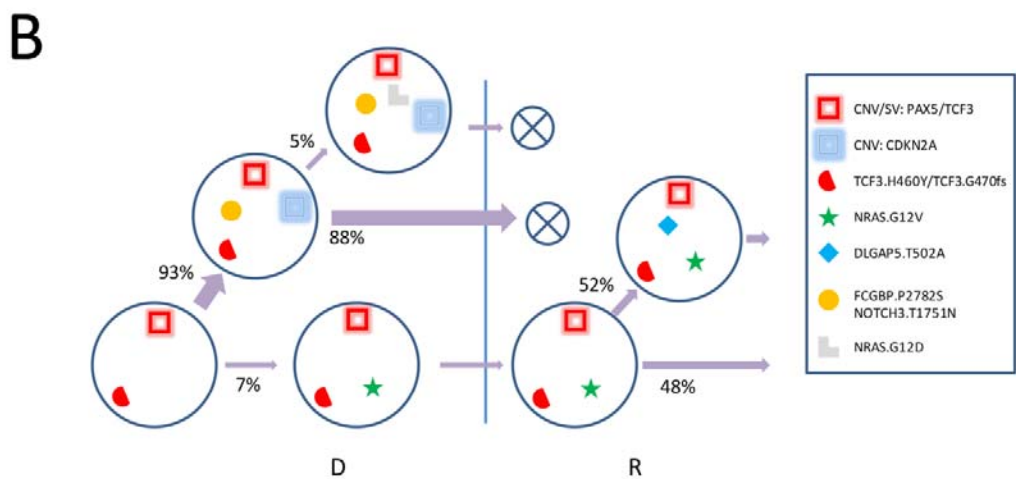 B
5%
88%
93%
7%
52%
48%
D
R
CNV/SV: PAX5/TCF3
CNV: CDKN2A
TCF3.H460Y/TCF3.G470fs
NRAS.G12V
DLGAP5.T502A
FCGBP.P2782S
NOTCH3.T1751N
NRAS.G12D